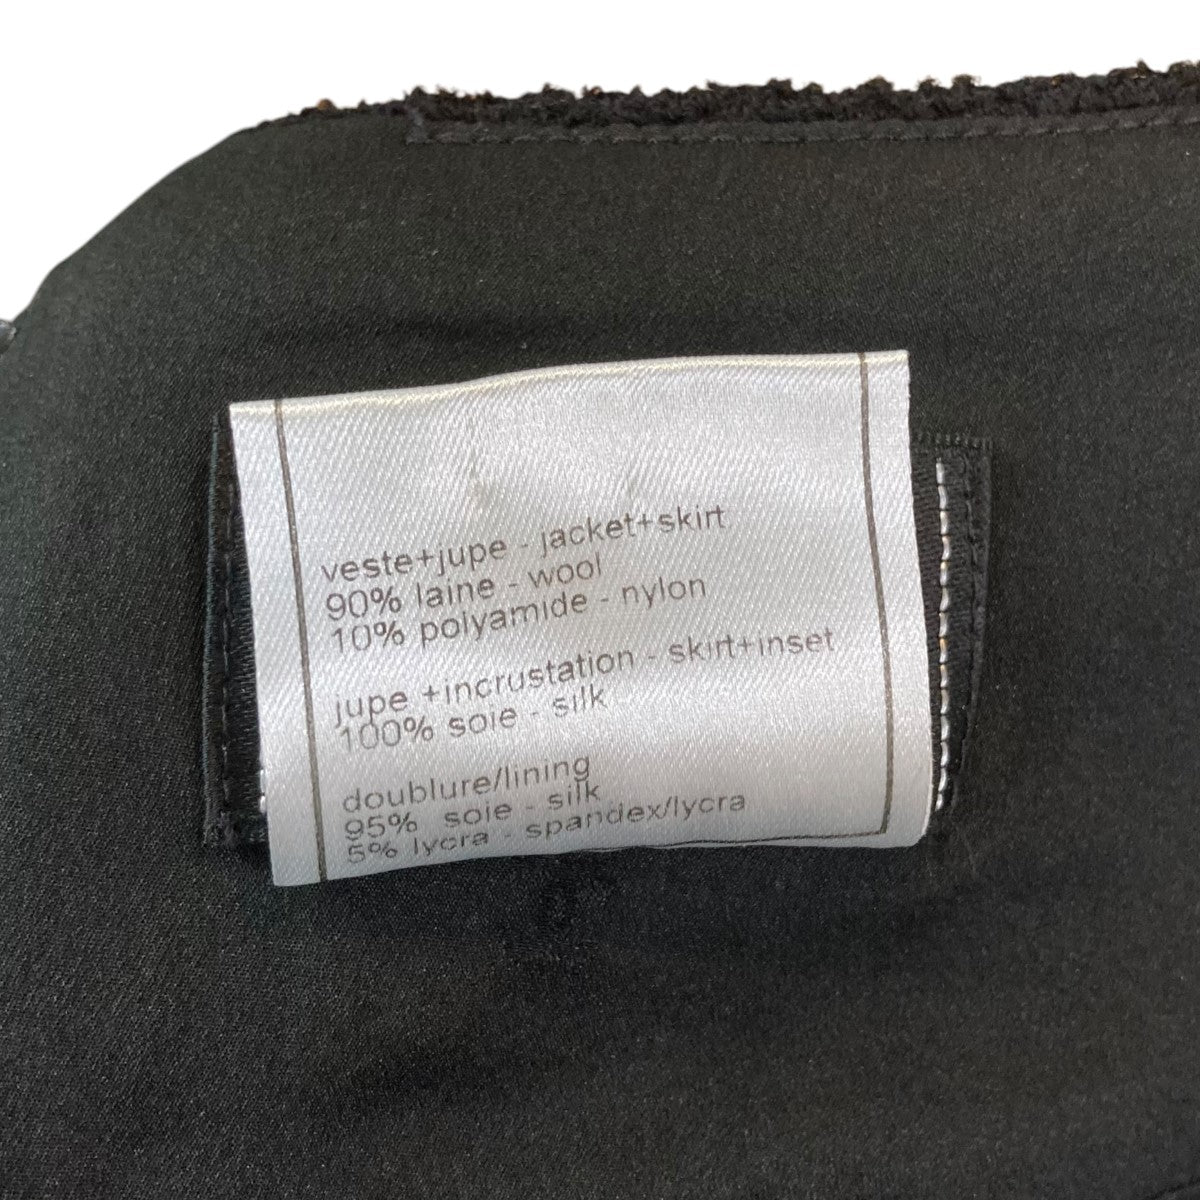 veste+jupe - jacket+skirt
90% laine - wool
10% polyamide - nylon
jupe +incrustation - skirt+inset
100% soie - silk
doublure/lining
95% soie - silk
5% lycra - spandex/lycra